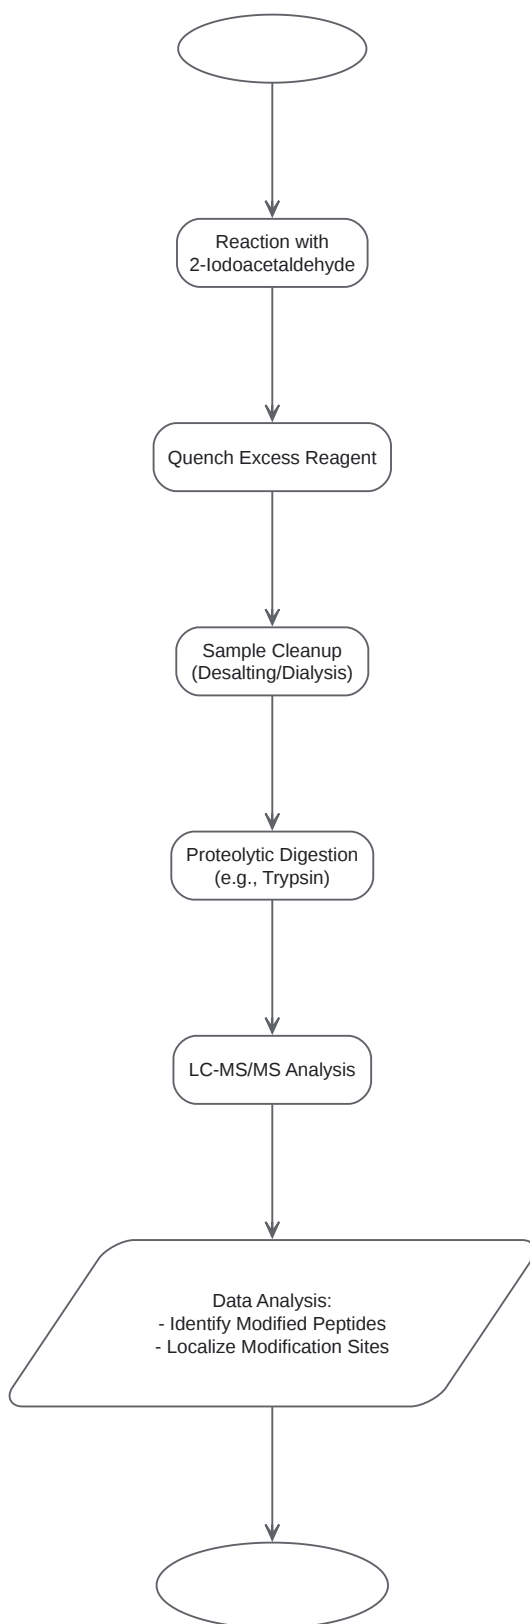 Reaction with
2-Iodoacetaldehyde
Quench Excess Reagent
Sample Cleanup
(Desalting/Dialysis)
Proteolytic Digestion
(e.g., Trypsin)
LC-MS/MS Analysis
Data Analysis:
- Identify Modified Peptides
- Localize Modification Sites